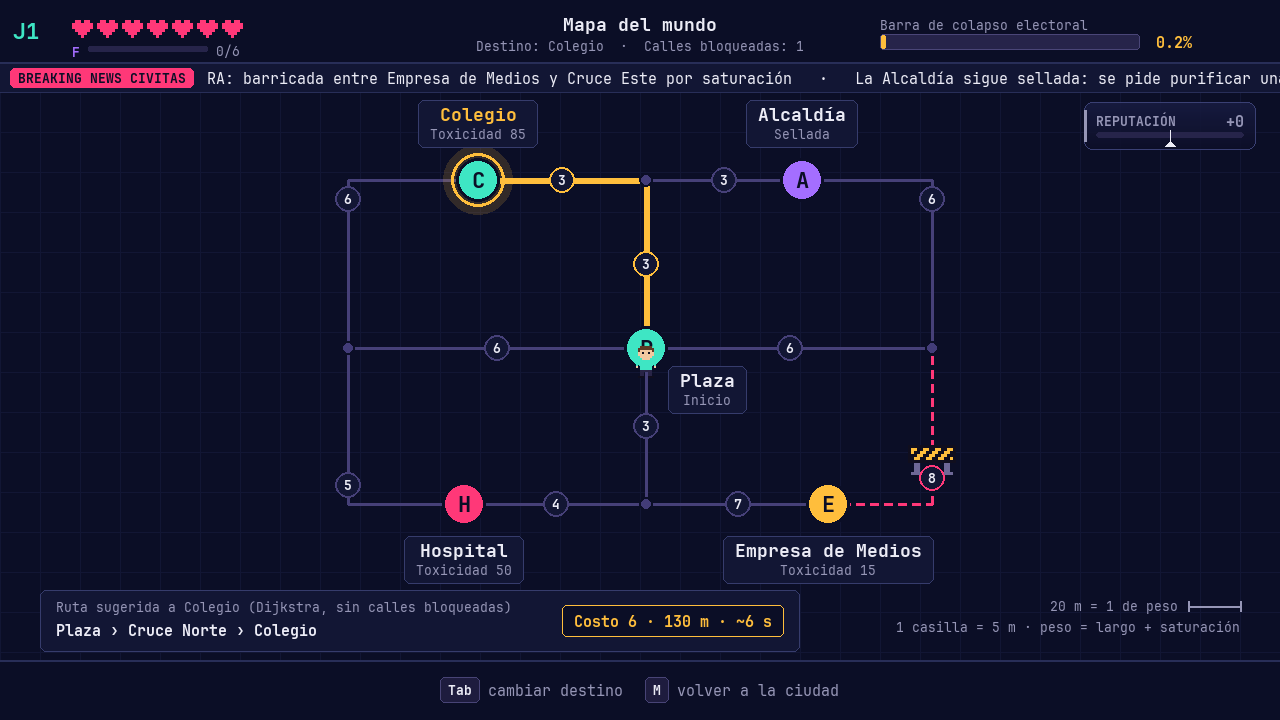 J1
F
0/6
Mapa del mundo
Destino: Colegio · Calles bloqueadas: 1
Barra de colapso electoral
0.2%
BREAKING NEWS CIVITAS
RA: barricada entre Empresa de Medios y Cruce Este por saturación · La Alcaldía sigue sellada: se pide purificar
Colegio
Toxicidad 85
Alcaldía
Sellada
REPUTACIÓN +0
C
3
3
A
6
6
3
6
6
Plaza
Inicio
3
8
5
H
4
7
E
Hospital
Toxicidad 50
Empresa de Medios
Toxicidad 15
Ruta sugerida a Colegio (Dijkstra, sin calles bloqueadas)
Plaza › Cruce Norte › Colegio
Costo 6 · 130 m · ~6 s
20 m = 1 de peso
1 casilla = 5 m · peso = largo + saturación
Tab cambiar destino M volver a la ciudad